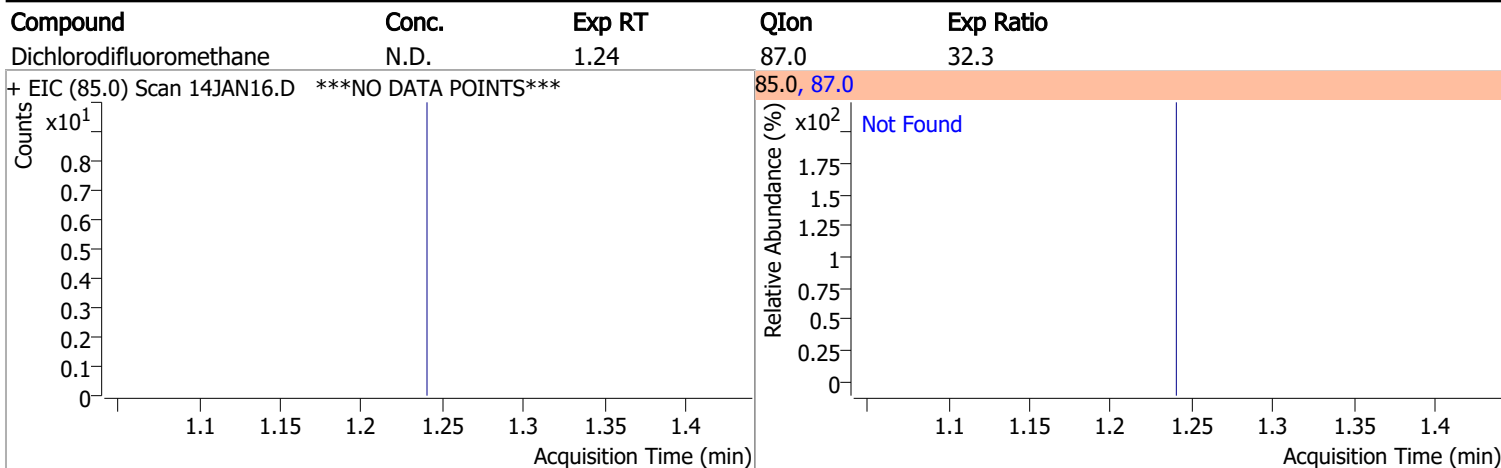 Compound Conc. Exp RT QIon Exp Ratio
Dichlorodifluoromethane N.D. 1.24 87.0 32.3
+ EIC (85.0) Scan 14JAN16.D ***NO DATA POINTS***
Counts
x10¹
0.8
0.7
0.6
0.5
0.4
0.3
0.2
0.1
0
1.1 1.15 1.2 1.25 1.3 1.35 1.4
Acquisition Time (min)
85.0, 87.0
Relative Abundance (%)
x10²
Not Found
1.75
1.5
1.25
1
0.75
0.5
0.25
0
1.1 1.15 1.2 1.25 1.3 1.35 1.4
Acquisition Time (min)